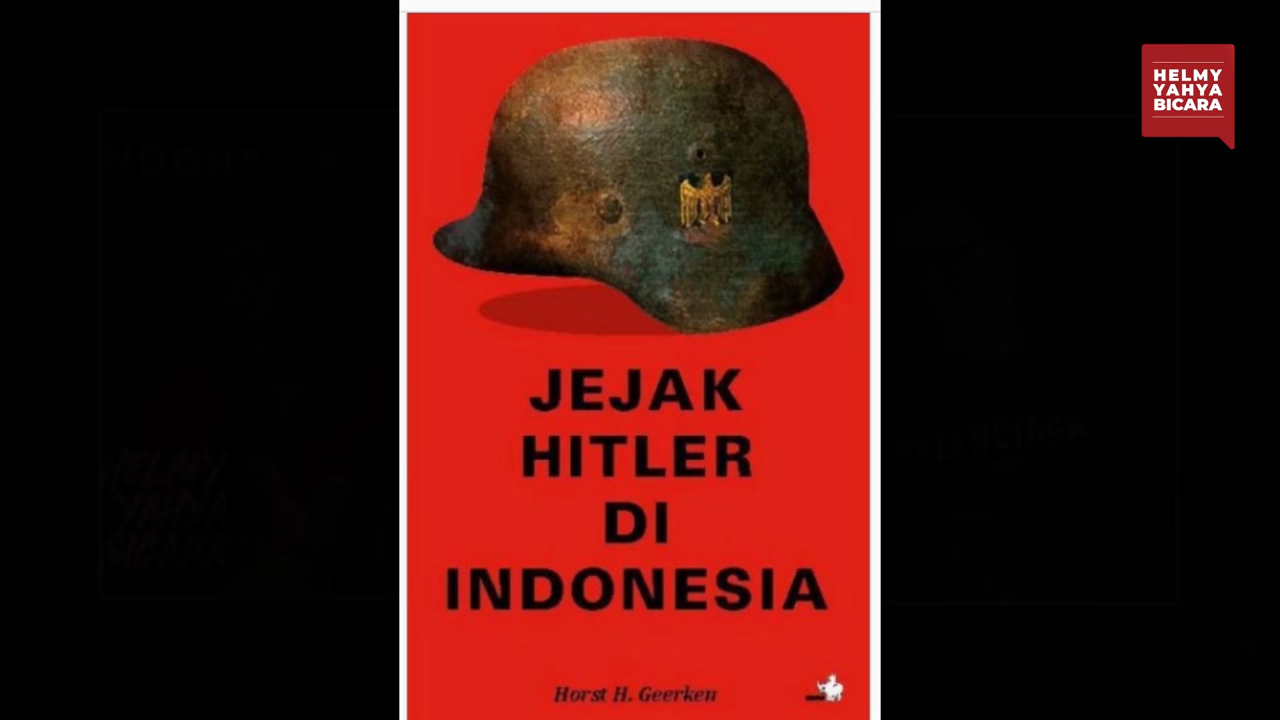 HELMY
YAHYA
BICARA
JEJAK
HITLER
DI
INDONESIA
Horst H. Geerken